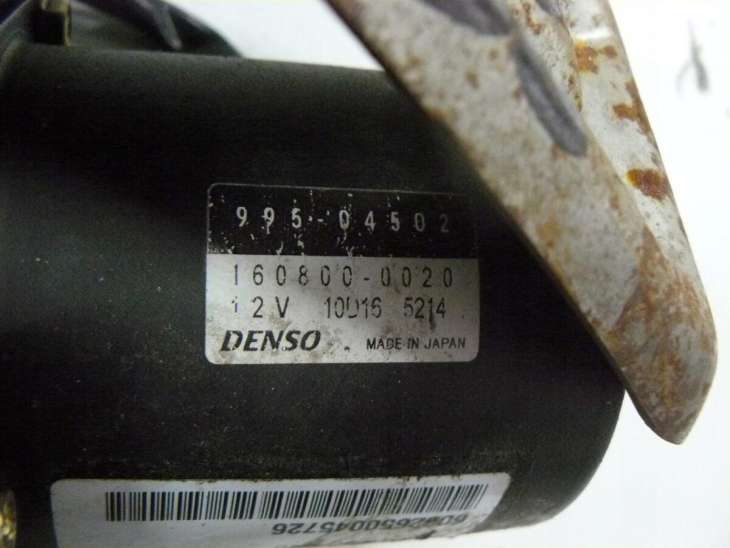 995-04502
160800-0020
12V 10D16 5214
DENSO MADE IN JAPAN